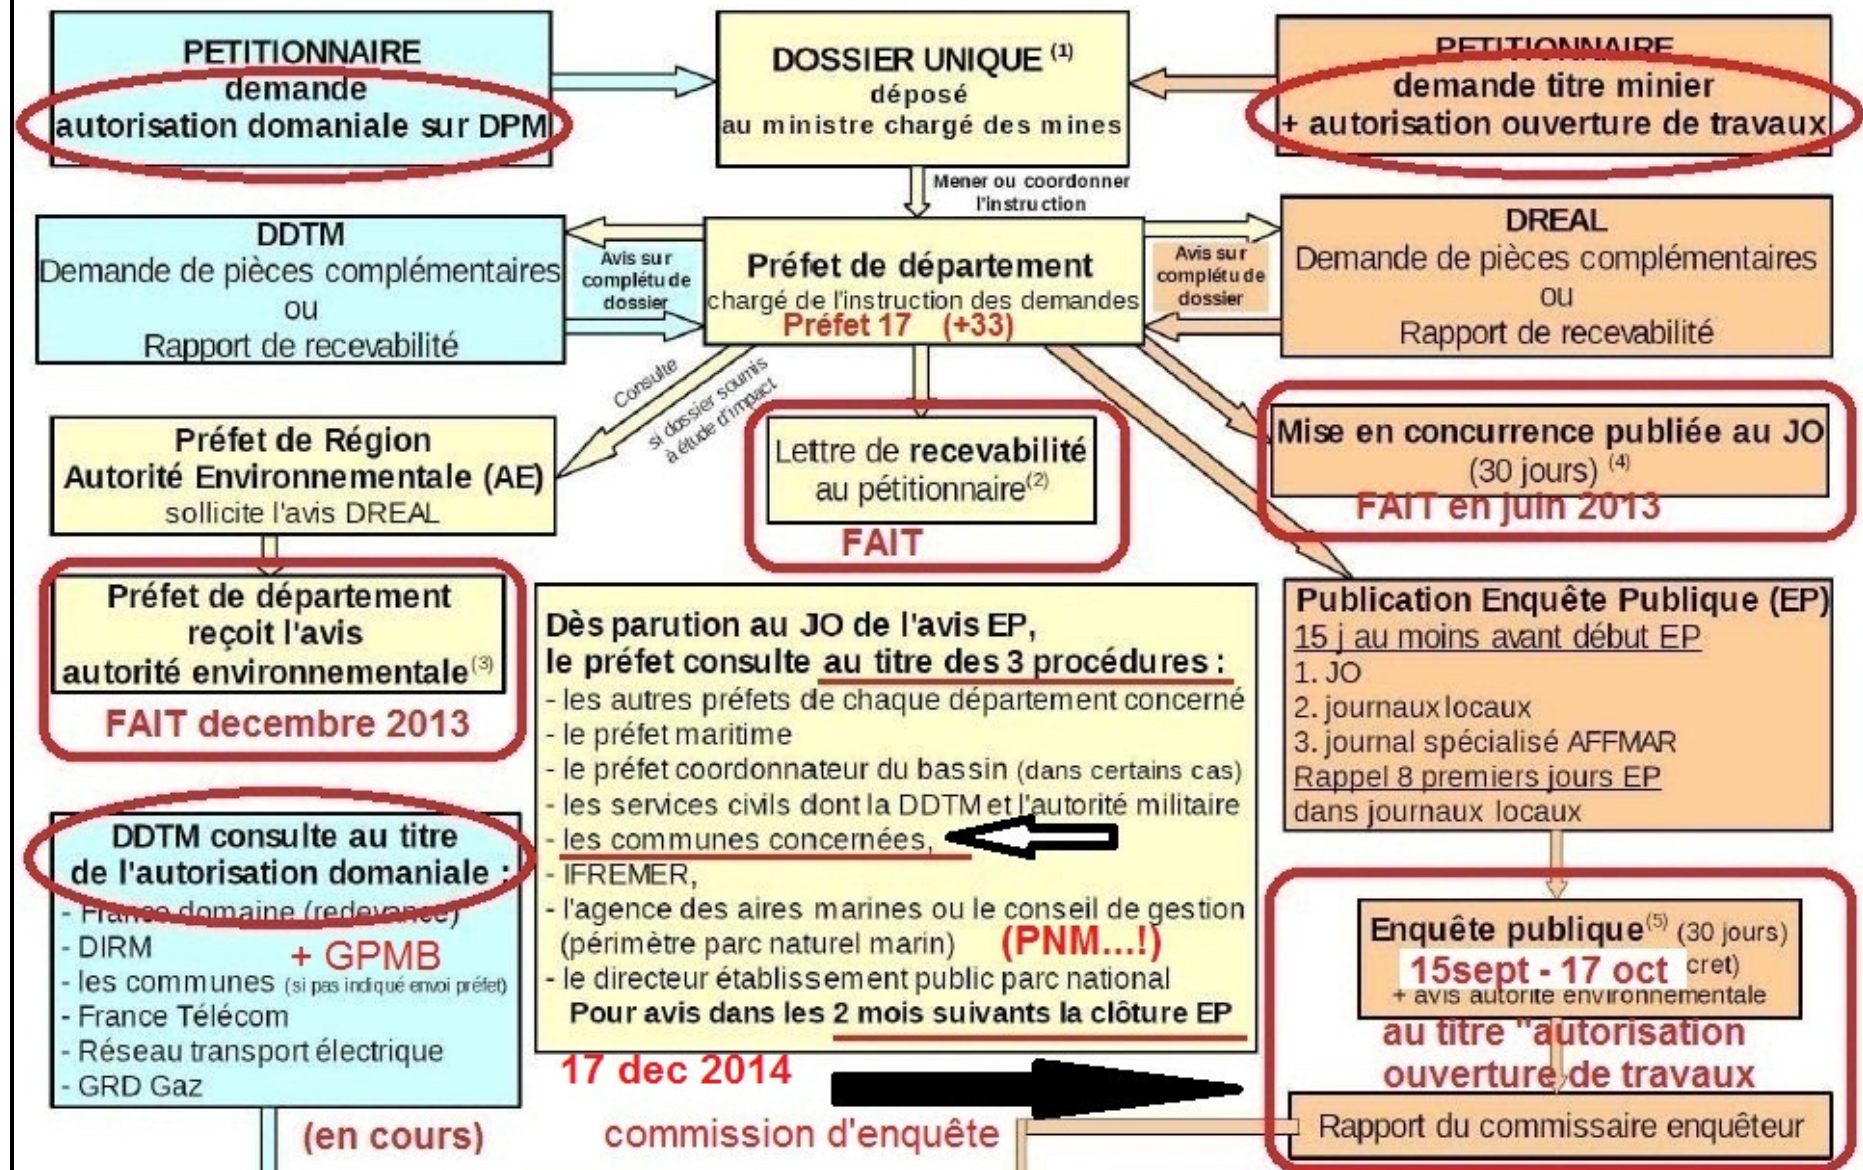 PETITIONNAIRE
demande
autorisation domaniale sur DPM
DOSSIER UNIQUE (1)
déposé
au ministre chargé des mines
PETITIONNAIRE
demande titre minier
+ autorisation ouverture de travaux
Mener ou coordonner
l'instruction
DDTM
Demande de pièces complémentaires
ou
Rapport de recevabilité
Avis sur
complétude
dossier
Préfet de département
chargé de l'instruction des demandes
Préfet 17 (+33)
Avis sur
complétude
dossier
DREAL
Demande de pièces complémentaires
ou
Rapport de recevabilité
Consulte
si dossier soumis
à étude d'impact
Préfet de Région
Autorité Environnementale (AE)
sollicite l'avis DREAL
Lettre de recevabilité
au pétitionnaire(2)
FAIT
Mise en concurrence publiée au JO
(30 jours) (4)
FAIT en juin 2013
Préfet de département
reçoit l'avis
autorité environnementale(3)
FAIT decembre 2013
Dès parution au JO de l'avis EP,
le préfet consulte au titre des 3 procédures :
- les autres préfets de chaque département concerné
- le préfet maritime
- le préfet coordonnateur du bassin (dans certains cas)
- les services civils dont la DDTM et l'autorité militaire
- les communes concernées,
- IFREMER,
- l'agence des aires marines ou le conseil de gestion
(périmètre parc naturel marin) (PNM...!)
- le directeur établissement public parc national
Pour avis dans les 2 mois suivants la clôture EP
17 dec 2014
commission d'enquête
Publication Enquête Publique (EP)
15 j au moins avant début EP
1. JO
2. journaux locaux
3. journal spécialisé AFFMAR
Rappel 8 premiers jours EP
dans journaux locaux
DDTM consulte au titre
de l'autorisation domaniale :
- France domaine (redevance)
- DIRM
+ GPMB
- les communes (si pas indiqué envoi préfet)
- France Télécom
- Réseau transport électrique
- GRD Gaz
(en cours)
Enquête publique(5) (30 jours)
15sept - 17 oct cret)
+ avis autorité environnementale
au titre "autorisation
ouverture de travaux
Rapport du commissaire enquêteur